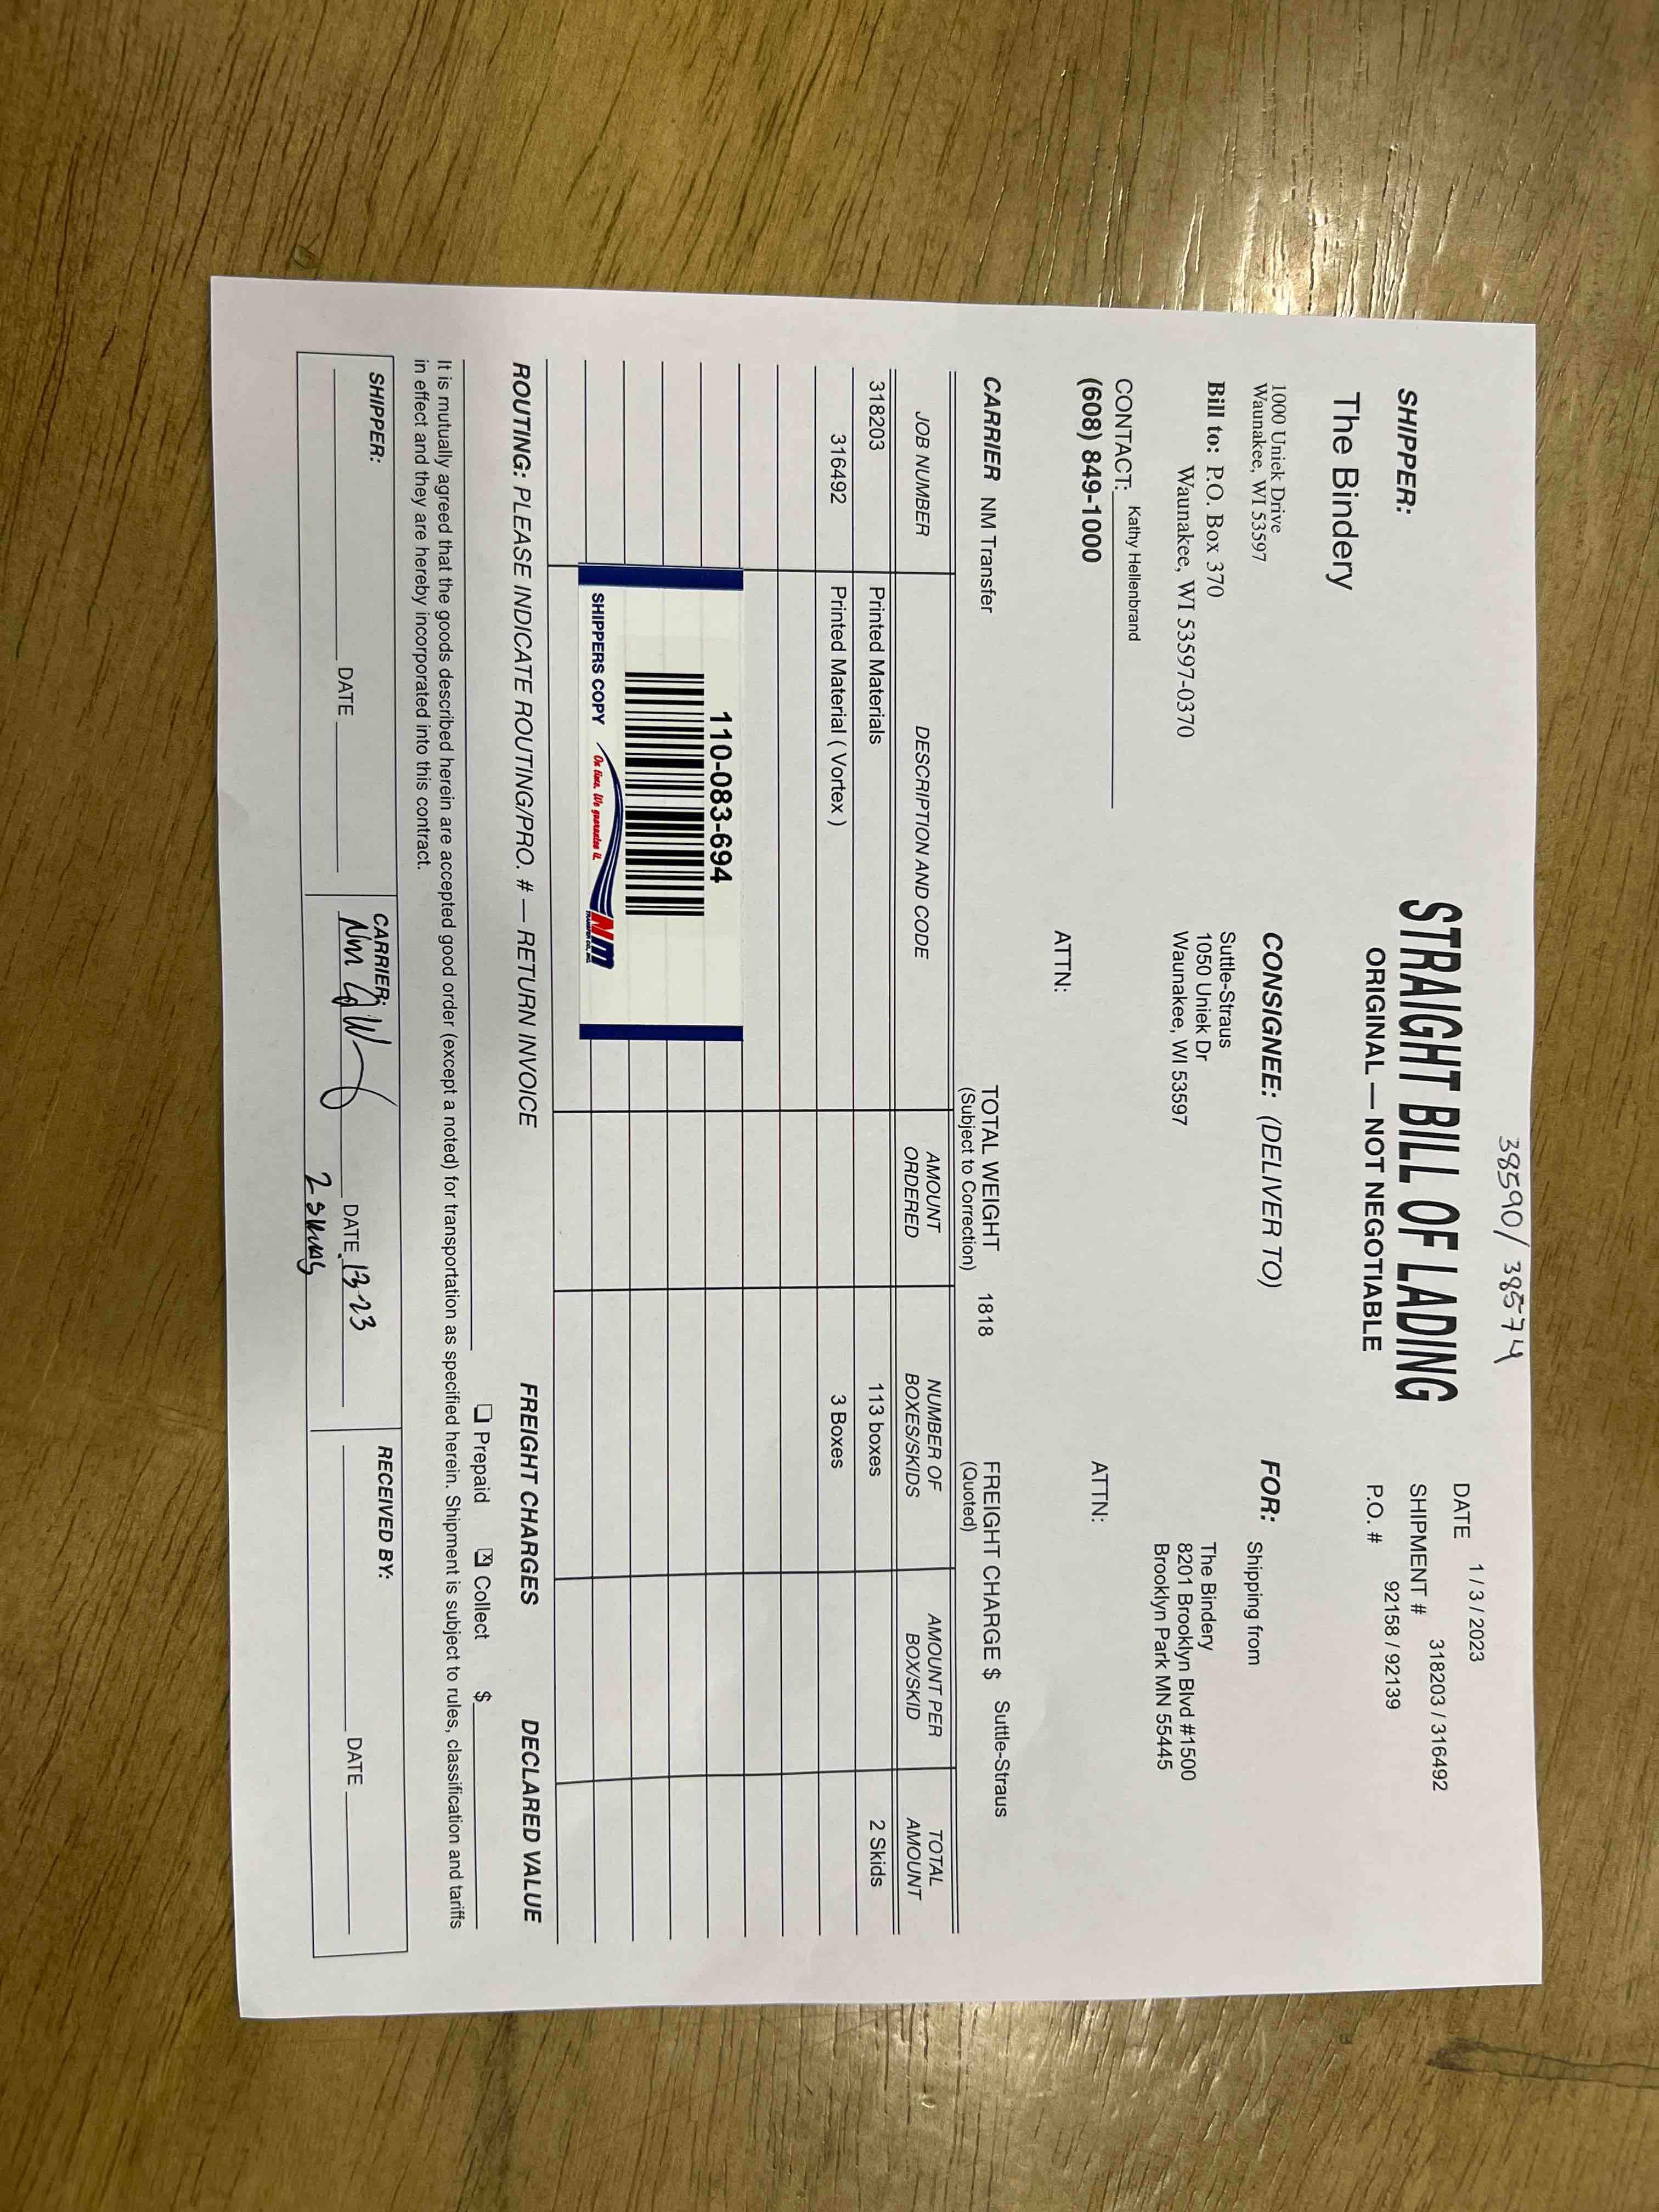 38590/ 38574
STRAIGHT BILL OF LADING
ORIGINAL — NOT NEGOTIABLE
DATE 1 / 3 / 2023
SHIPMENT # 318203 / 316492
P.O. # 92158 / 92139
SHIPPER:
The Bindery
1000 Uniek Drive
Waunakee, WI 53597
Bill to: P.O. Box 370
Waunakee, WI 53597-0370
CONTACT: Kathy Hellenbrand
(608) 849-1000
CONSIGNEE: (DELIVER TO)
Suttle-Straus
1050 Uniek Dr
Waunakee, WI 53597
ATTN:
FOR: Shipping from
The Bindery
8201 Brooklyn Blvd #1500
Brooklyn Park MN 55445
ATTN:
CARRIER NM Transfer
TOTAL WEIGHT 1818
(Subject to Correction)
FREIGHT CHARGE $ Suttle-Straus
(Quoted)
JOB NUMBER DESCRIPTION AND CODE AMOUNT ORDERED NUMBER OF BOXES/SKIDS AMOUNT PER BOX/SKID TOTAL AMOUNT
318203 Printed Materials 113 boxes 2 Skids
316492 Printed Material ( Vortex ) 3 Boxes
110-083-694
SHIPPERS COPY On time. We guarantee it. NM
TRANSFER CO., INC.
ROUTING: PLEASE INDICATE ROUTING/PRO. # — RETURN INVOICE FREIGHT CHARGES DECLARED VALUE
Prepaid x Collect $
It is mutually agreed that the goods described herein are accepted good order (except a noted) for transportation as specified herein. Shipment is subject to rules, classification and tariffs
in effect and they are hereby incorporated into this contract.
SHIPPER: CARRIER: RECEIVED BY:
DATE Nm DATE 1-3-23 DATE
2 skids